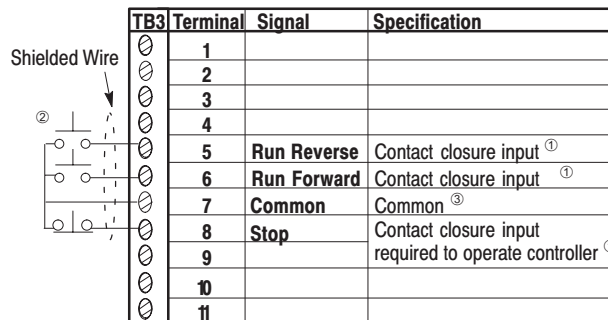 TB3 Terminal Signal Specification
Shielded Wire
1
2
3
4
②
5 Run Reverse Contact closure input ①
6 Run Forward Contact closure input ①
7 Common Common ③
8 Stop Contact closure input
required to operate controller
9
10
11